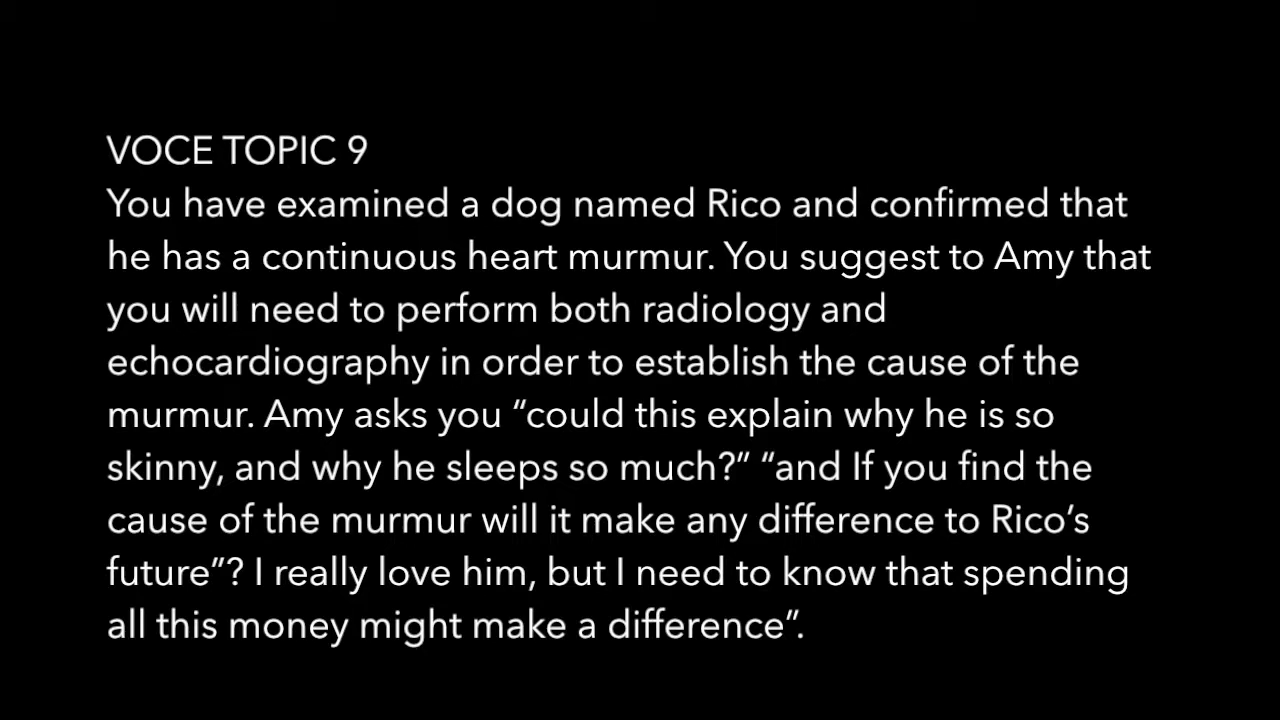 VOCE TOPIC 9
You have examined a dog named Rico and confirmed that
he has a continuous heart murmur. You suggest to Amy that
you will need to perform both radiology and
echocardiography in order to establish the cause of the
murmur. Amy asks you “could this explain why he is so
skinny, and why he sleeps so much?” “and If you find the
cause of the murmur will it make any difference to Rico’s
future”? I really love him, but I need to know that spending
all this money might make a difference”.